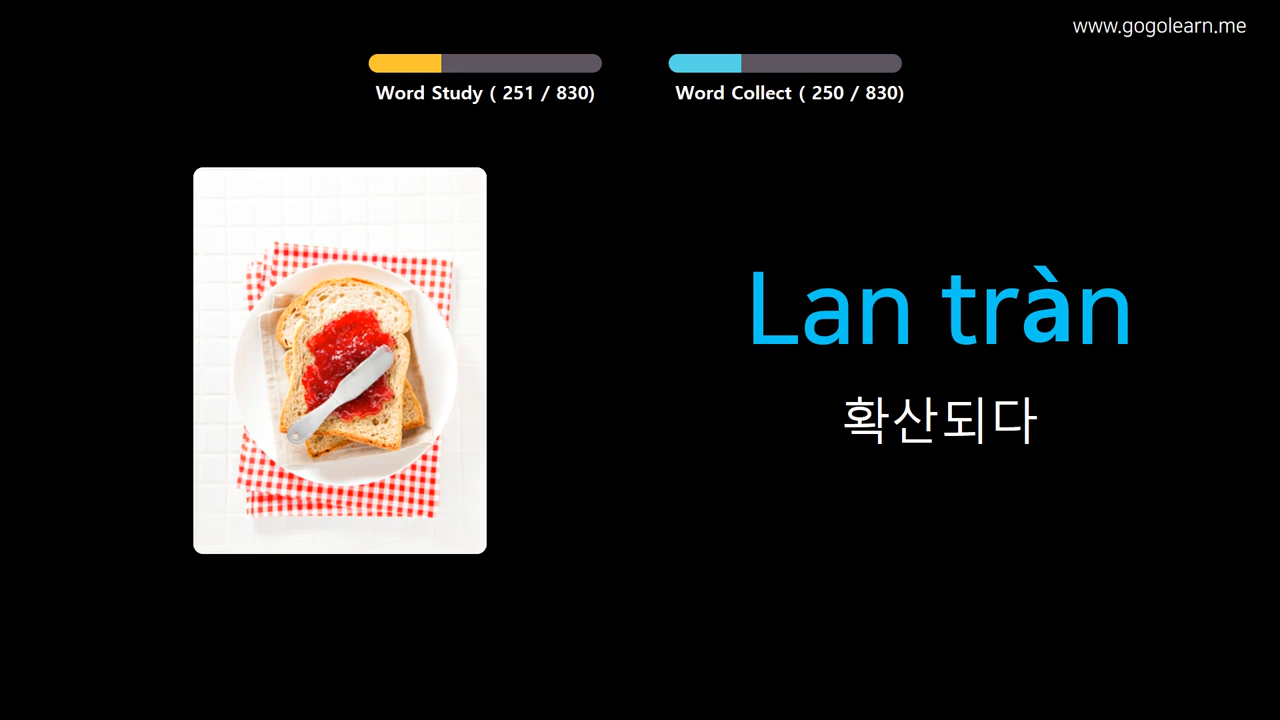 www.gogolearn.me
Word Study ( 251 / 830)
Word Collect ( 250 / 830)
Lan tràn
확산되다